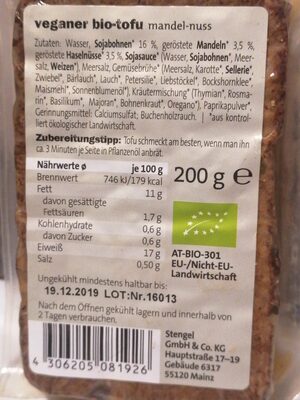 veganer bio-tofu mandel-nuss
Zutaten: Wasser, Sojabohnen* 16 %, geröstete Mandeln* 3,5 %,
geröstete Haselnüsse* 3,5 %, Sojasauce* (Wasser, Sojabohnen*, Meer-
salz, Weizen*), Meersalz, Gemüsebrühe* (Meersalz, Karotte*, Sellerie*,
Zwiebel*, Bärlauch*, Lauch*, Petersilie*, Liebstöckel*, Bockshornklee*,
Maismehl*, Sonnenblumenöl*), Kräutermischung* (Thymian*, Rosma-
rin*, Basilikum*, Majoran*, Bohnenkraut*, Oregano*), Paprikapulver*,
Gerinnungsmittel: Calciumsulfat; Buchenholzrauch. | *aus kontrol-
liert ökologischer Landwirtschaft.
Zubereitungstipp: Tofu schmeckt am besten, wenn man ihn
ca. 3 Minuten je Seite in Pflanzenöl anbrät.
Nährwerte ø je 100 g
Brennwert 746 kJ/179 kcal
Fett 11 g
davon gesättigte
Fettsäuren 1,7 g
Kohlenhydrate 0,6 g
davon Zucker 0,6 g
Eiweiß 17 g
Salz 0,50 g
200 g e
AT-BIO-301
EU-/Nicht-EU-
Landwirtschaft
Ungekühlt mindestens haltbar bis:
19.12.2019 LOT:Nr.16013
Nach dem Öffnen gekühlt lagern und innerhalb von
2 Tagen verbrauchen.
Stengel
GmbH & Co. KG
Hauptstraße 17–19
Gebäude 6317
55120 Mainz
4 306205 081926